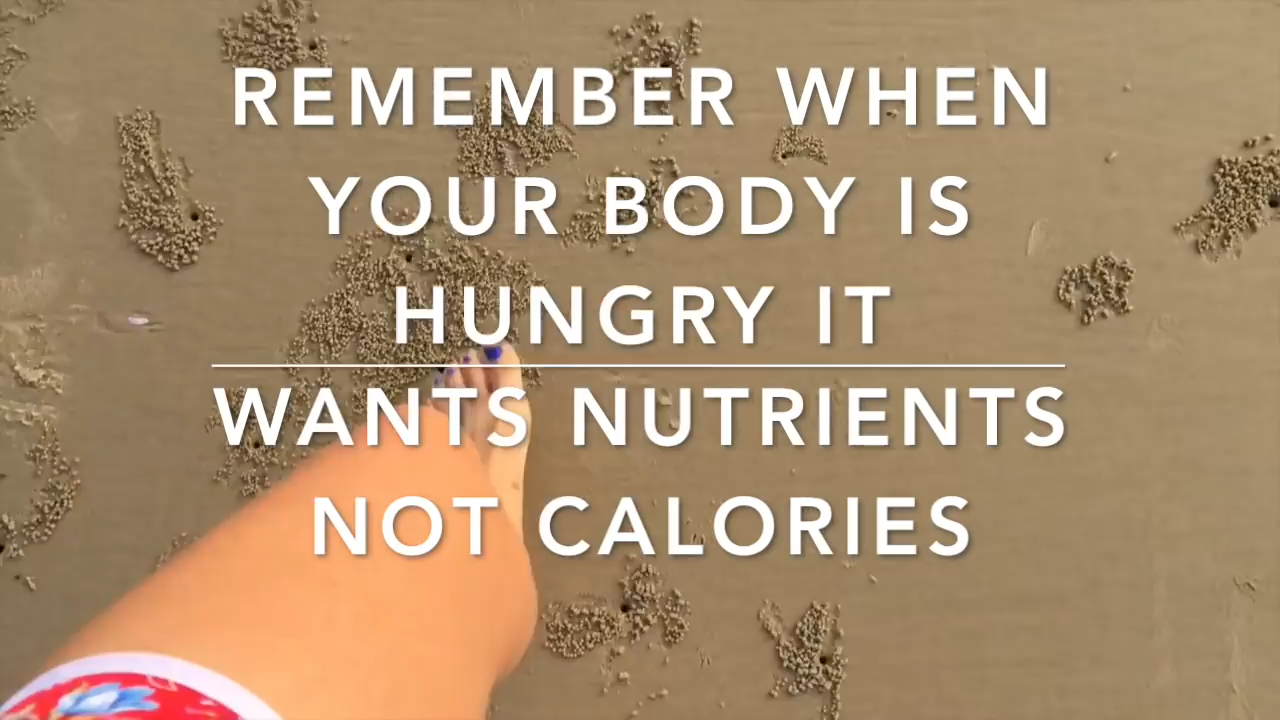 REMEMBER WHEN
YOUR BODY IS
HUNGRY IT
WANTS NUTRIENTS
NOT CALORIES